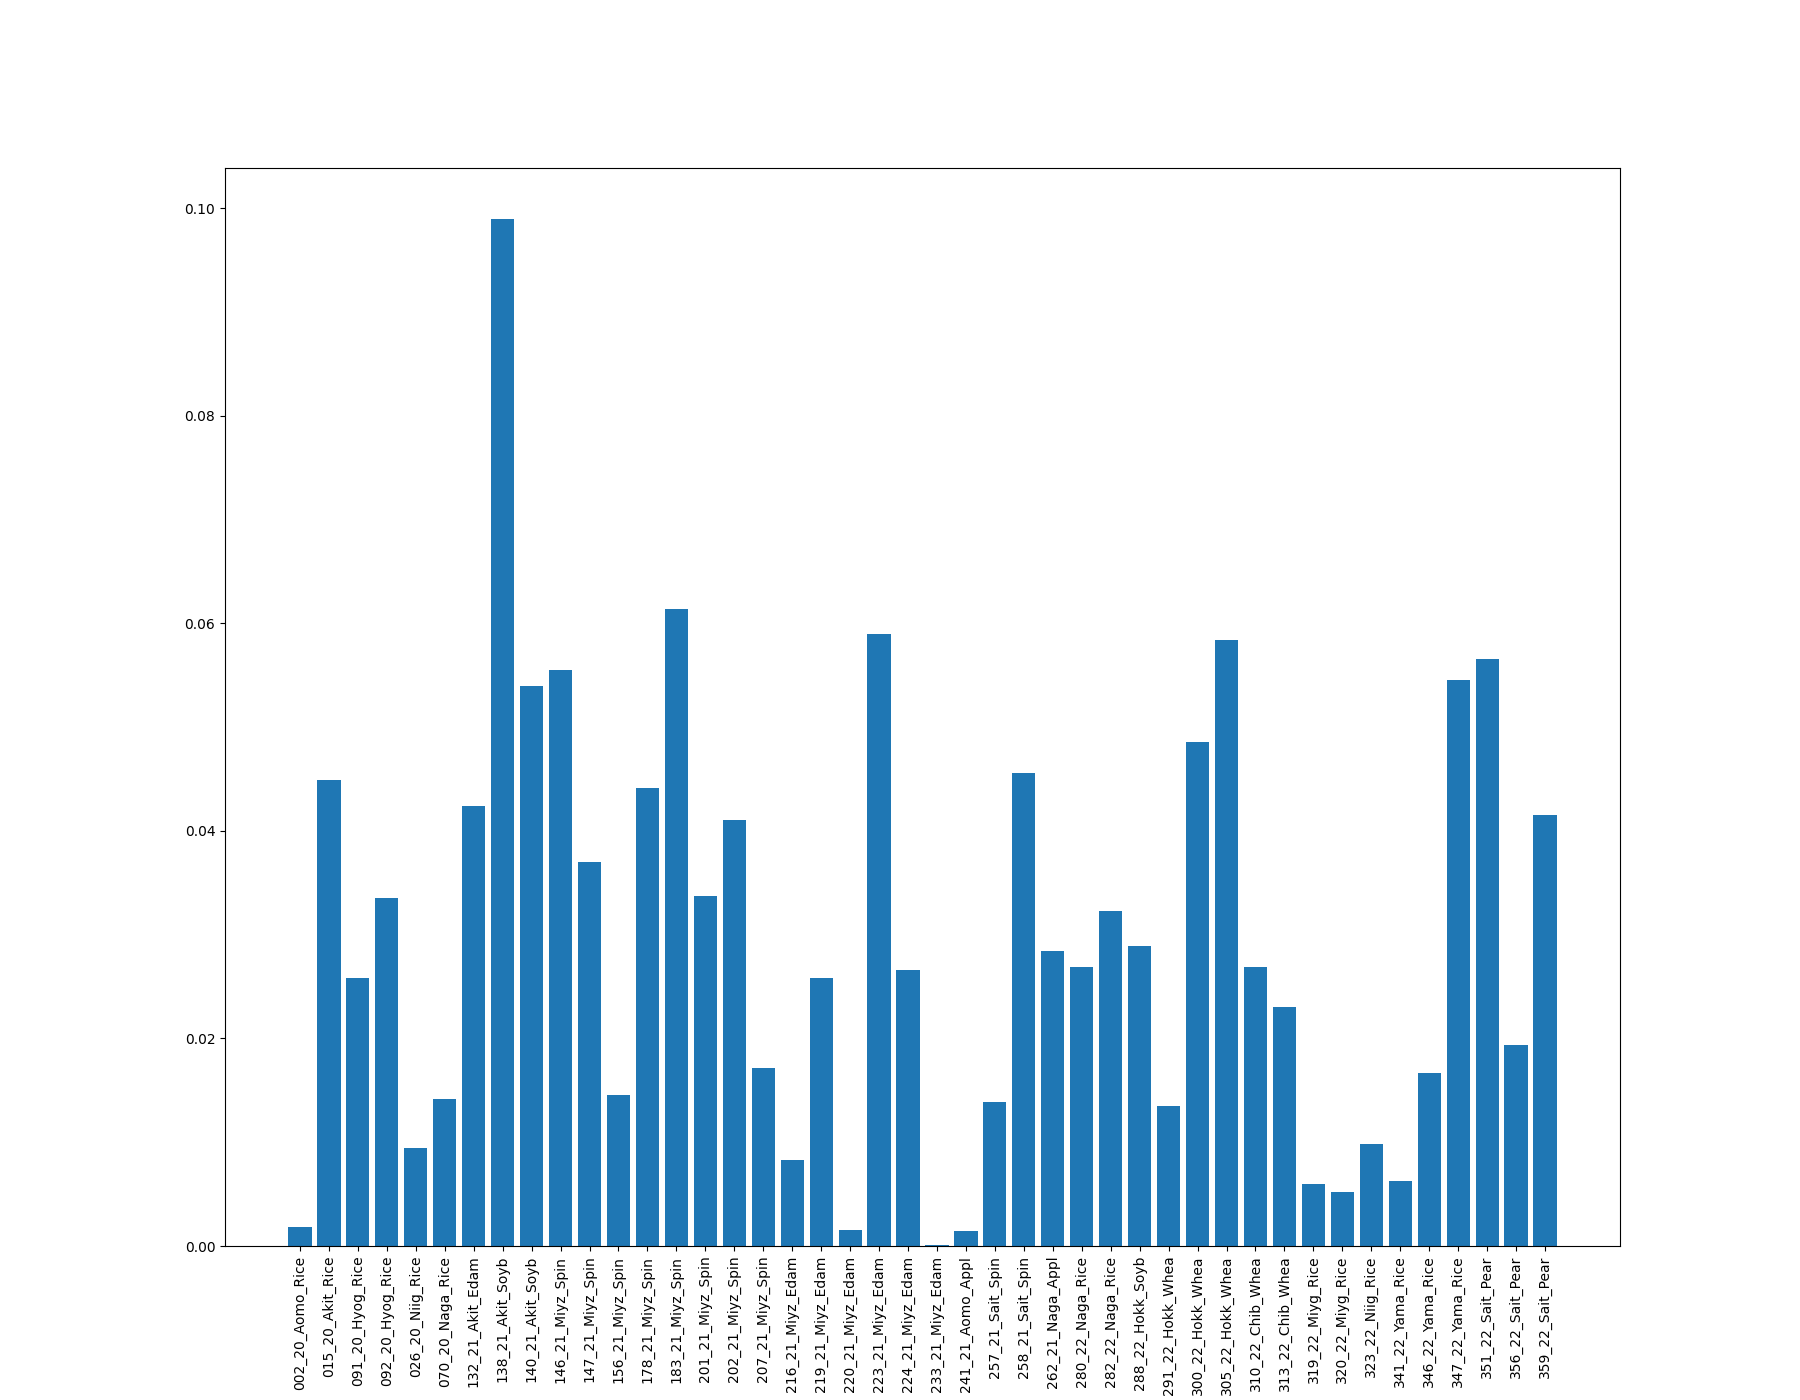 0.10
0.08
0.06
0.04
0.02
0.00
002_20_Aomo_Rice
015_20_Akit_Rice
091_20_Hyog_Rice
092_20_Hyog_Rice
026_20_Niig_Rice
070_20_Naga_Rice
132_21_Akit_Edam
138_21_Akit_Soyb
140_21_Akit_Soyb
146_21_Miyz_Spin
147_21_Miyz_Spin
156_21_Miyz_Spin
178_21_Miyz_Spin
183_21_Miyz_Spin
201_21_Miyz_Spin
202_21_Miyz_Spin
207_21_Miyz_Spin
216_21_Miyz_Edam
219_21_Miyz_Edam
220_21_Miyz_Edam
223_21_Miyz_Edam
224_21_Miyz_Edam
233_21_Miyz_Edam
241_21_Aomo_Appl
257_21_Sait_Spin
258_21_Sait_Spin
262_21_Naga_Appl
280_22_Naga_Rice
282_22_Naga_Rice
288_22_Hokk_Soyb
291_22_Hokk_Whea
300_22_Hokk_Whea
305_22_Hokk_Whea
310_22_Chib_Whea
313_22_Chib_Whea
319_22_Miyg_Rice
320_22_Miyg_Rice
323_22_Niig_Rice
341_22_Yama_Rice
346_22_Yama_Rice
347_22_Yama_Rice
351_22_Sait_Pear
356_22_Sait_Pear
359_22_Sait_Pear